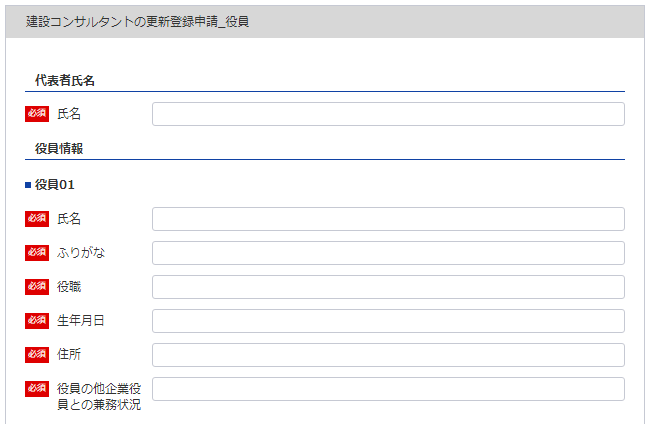 建設コンサルタントの更新登録申請_役員
代表者氏名
必須 氏名
役員情報
役員01
必須 氏名
必須 ふりがな
必須 役職
必須 生年月日
必須 住所
必須 役員の他企業役
員との兼務状況